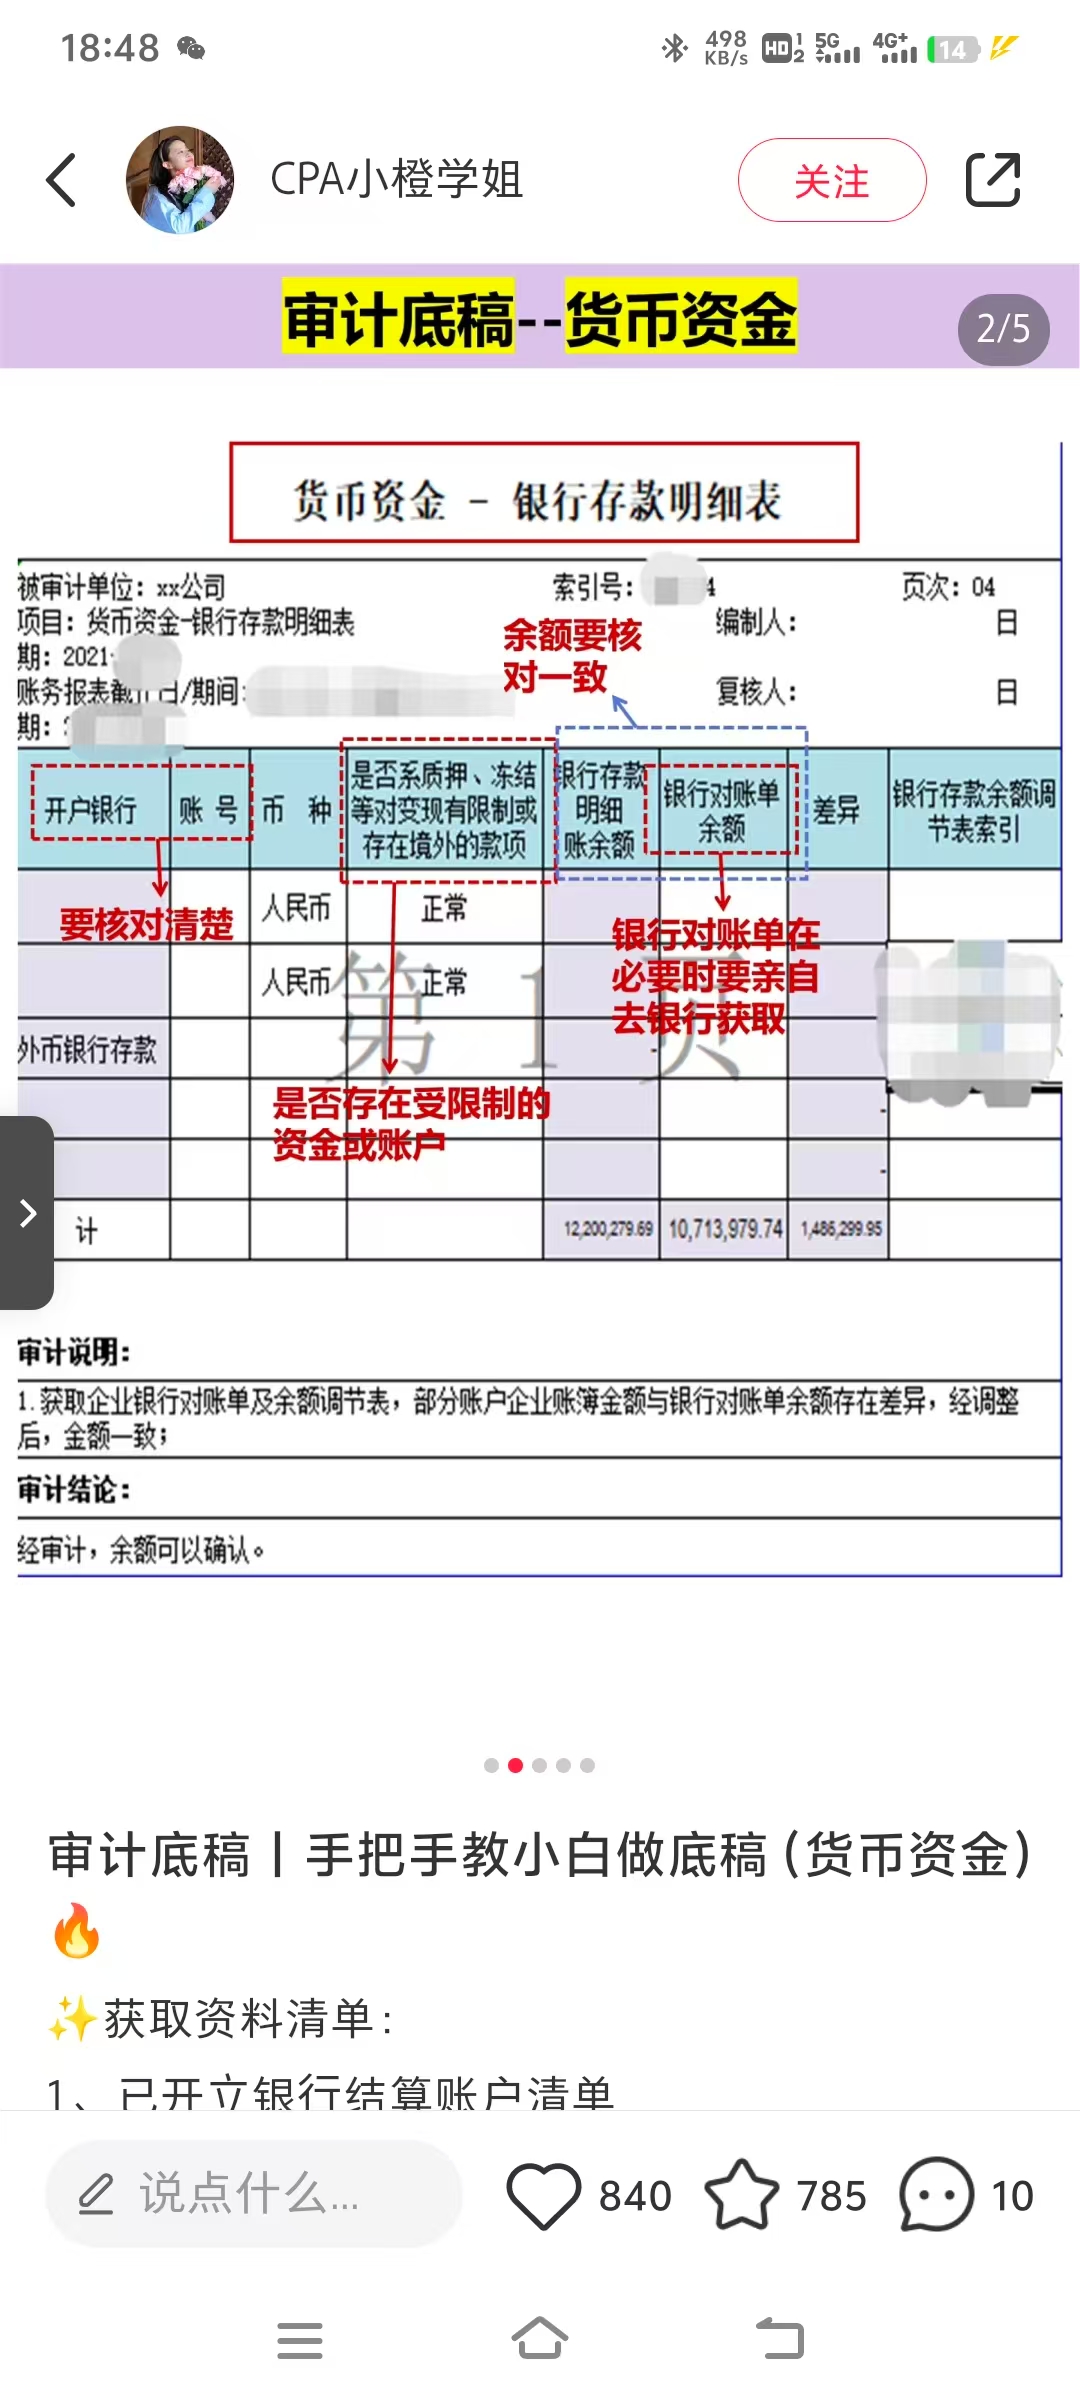 18:48
498 KB/s HD 1 2 5G 4G+ 14
CPA小橙学姐
关注
审计底稿--货币资金
2/5
货币资金 - 银行存款明细表
被审计单位：xx公司 索引号： 4 页次：04
项目：货币资金-银行存款明细表 编制人： 日
期：2021
账务报表截止日/期间： 复核人： 日
期：
余额要核
对一致
开户银行
账 号
币 种
是否系质押、冻结
等对变现有限制或
存在境外的款项
银行存款
明细
账余额
银行对账单
余额
差异
银行存款余额调
节表索引
要核对清楚
人民币 正常
人民币 正常
银行对账单在
必要时要亲自
去银行获取
第 1 页
外币银行存款 -
是否存在受限制的
资金或账户
-
-
计 12,200,279.69 10,713,979.74 1,486,299.95
审计说明：
1.获取企业银行对账单及余额调节表，部分账户企业账簿金额与银行对账单余额存在差异，经调整
后，金额一致；
审计结论：
经审计，余额可以确认。
审计底稿丨手把手教小白做底稿（货币资金）
🔥
✨获取资料清单：
1、已开立银行结算账户清单
说点什么...
840
785
10